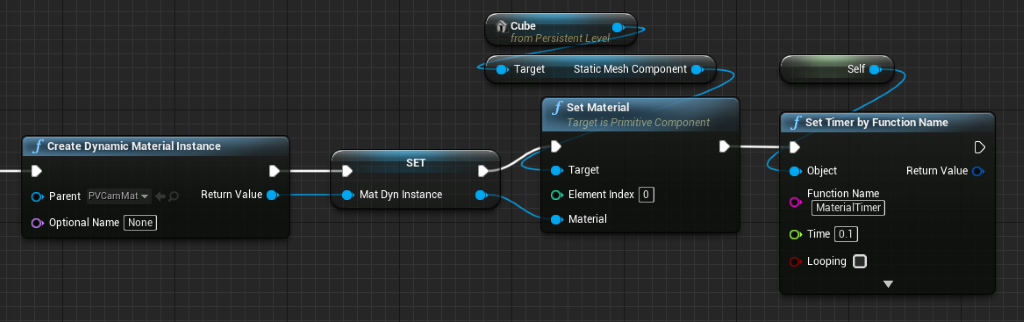 Cube
from Persistent Level
Target Static Mesh Component
Self
f Set Material
Target is Primitive Component
f Set Timer by Function Name
f Create Dynamic Material Instance
SET
Parent PVCamMat
Return Value
Optional Name None
Mat Dyn Instance
Target
Element Index 0
Material
Object Return Value
Function Name
MaterialTimer
Time 0.1
Looping